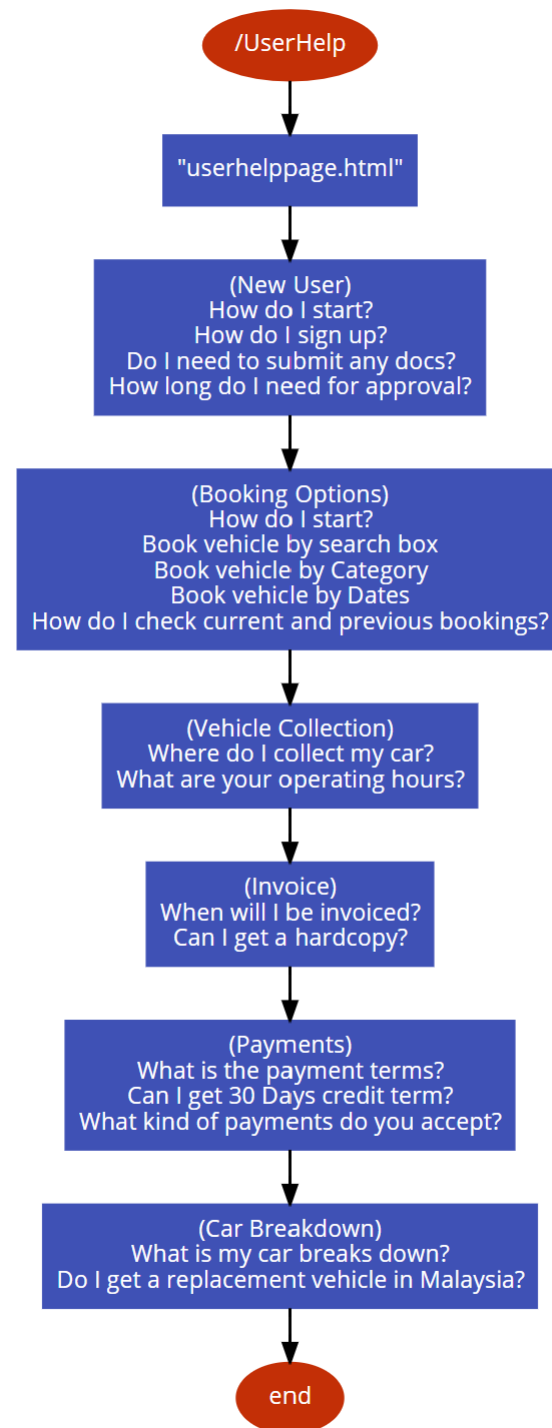 /UserHelp
"userhelppage.html"
(New User)
How do I start?
How do I sign up?
Do I need to submit any docs?
How long do I need for approval?
(Booking Options)
How do I start?
Book vehicle by search box
Book vehicle by Category
Book vehicle by Dates
How do I check current and previous bookings?
(Vehicle Collection)
Where do I collect my car?
What are your operating hours?
(Invoice)
When will I be invoiced?
Can I get a hardcopy?
(Payments)
What is the payment terms?
Can I get 30 Days credit term?
What kind of payments do you accept?
(Car Breakdown)
What is my car breaks down?
Do I get a replacement vehicle in Malaysia?
end